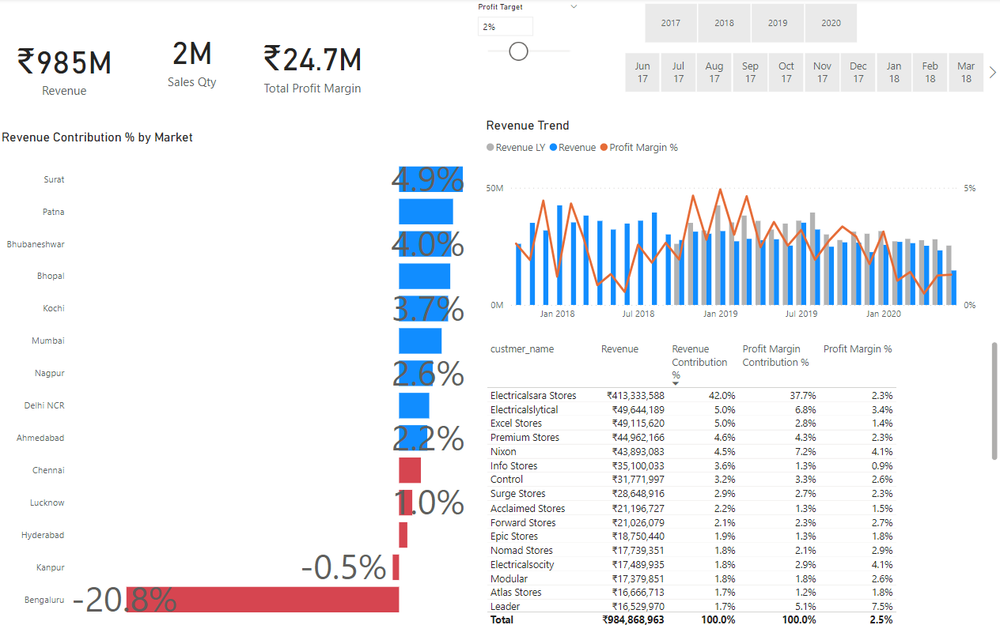 Profit Target
2%
2017 2018 2019 2020
Jun 17 Jul 17 Aug 17 Sep 17 Oct 17 Nov 17 Dec 17 Jan 18 Feb 18 Mar 18
₹985M
Revenue
2M
Sales Qty
₹24.7M
Total Profit Margin
Revenue Contribution % by Market
Surat 4.9%
Patna
Bhubaneshwar 4.0%
Bhopal
Kochi 3.7%
Mumbai
Nagpur 2.6%
Delhi NCR
Ahmedabad 2.2%
Chennai
Lucknow 1.0%
Hyderabad
Kanpur -0.5%
Bengaluru -20.8%
Revenue Trend
Revenue LY Revenue Profit Margin %
50M 5%
0M 0%
Jan 2018 Jul 2018 Jan 2019 Jul 2019 Jan 2020
custmer_name Revenue Revenue Contribution % Profit Margin Contribution % Profit Margin %
Electricalsara Stores ₹413,333,588 42.0% 37.7% 2.3%
Electricalslytical ₹49,644,189 5.0% 6.8% 3.4%
Excel Stores ₹49,115,620 5.0% 2.8% 1.4%
Premium Stores ₹44,962,166 4.6% 4.3% 2.3%
Nixon ₹43,893,083 4.5% 7.2% 4.1%
Info Stores ₹35,100,033 3.6% 1.3% 0.9%
Control ₹31,771,997 3.2% 3.3% 2.6%
Surge Stores ₹28,648,916 2.9% 2.7% 2.3%
Acclaimed Stores ₹21,196,727 2.2% 1.3% 1.5%
Forward Stores ₹21,026,079 2.1% 2.3% 2.7%
Epic Stores ₹18,750,440 1.9% 1.3% 1.8%
Nomad Stores ₹17,739,351 1.8% 2.1% 2.9%
Electricalsocity ₹17,489,935 1.8% 2.9% 4.1%
Modular ₹17,379,851 1.8% 1.8% 2.6%
Atlas Stores ₹16,666,713 1.7% 1.2% 1.8%
Leader ₹16,529,970 1.7% 5.1% 7.5%
Total ₹984,868,963 100.0% 100.0% 2.5%